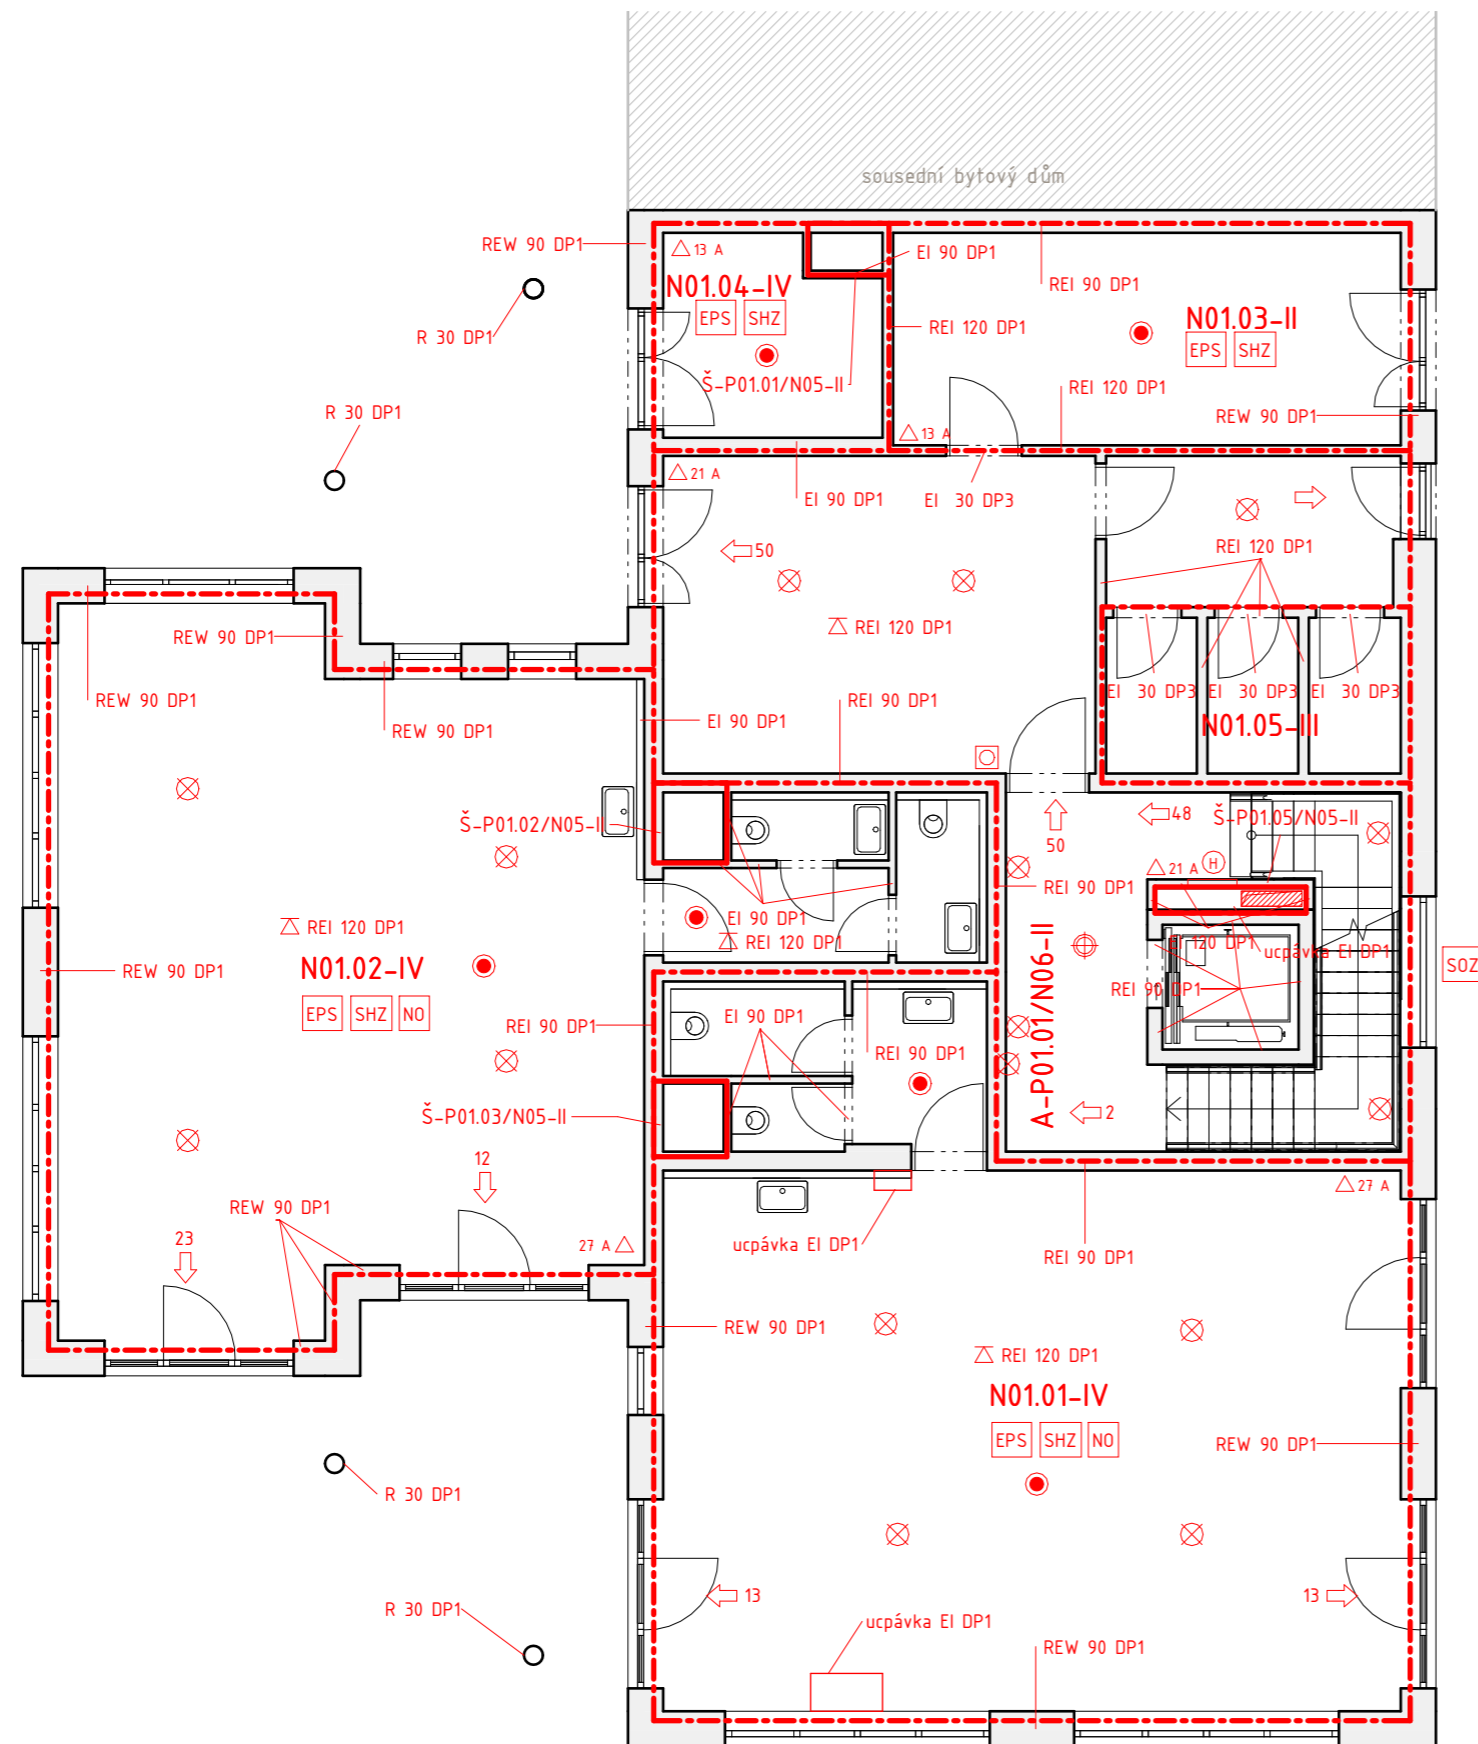 sousední bytový dům
REW 90 DP1
13 A
EI 90 DP1
N01.04-IV
EPS SHZ
REI 90 DP1
N01.03-II
EPS SHZ
R 30 DP1
REI 120 DP1
Š-P01.01/N05-II
REI 120 DP1
R 30 DP1
REW 90 DP1
13 A
21 A
EI 90 DP1
EI 30 DP3
50
REI 120 DP1
REI 120 DP1
REW 90 DP1
REW 90 DP1
REW 90 DP1
EI 90 DP1
REI 90 DP1
EI 30 DP3
EI 30 DP3
EI 30 DP3
N01.05-III
Š-P01.02/N05-II
48
Š-P01.05/N05-II
50
21 A
H
REI 90 DP1
EI 90 DP1
REI 120 DP1
REI 120 DP1
ucpávka EI DP1
REW 90 DP1
N01.02-IV
EPS SHZ NO
SOZ
REI 90 DP1
REI 90 DP1
EI 90 DP1
REI 90 DP1
A-P01.01/N06-II
Š-P01.03/N05-II
2
12
27 A
REW 90 DP1
23
27 A
ucpávka EI DP1
REI 90 DP1
REW 90 DP1
REI 120 DP1
N01.01-IV
EPS SHZ NO
REW 90 DP1
R 30 DP1
13
13
R 30 DP1
ucpávka EI DP1
REW 90 DP1